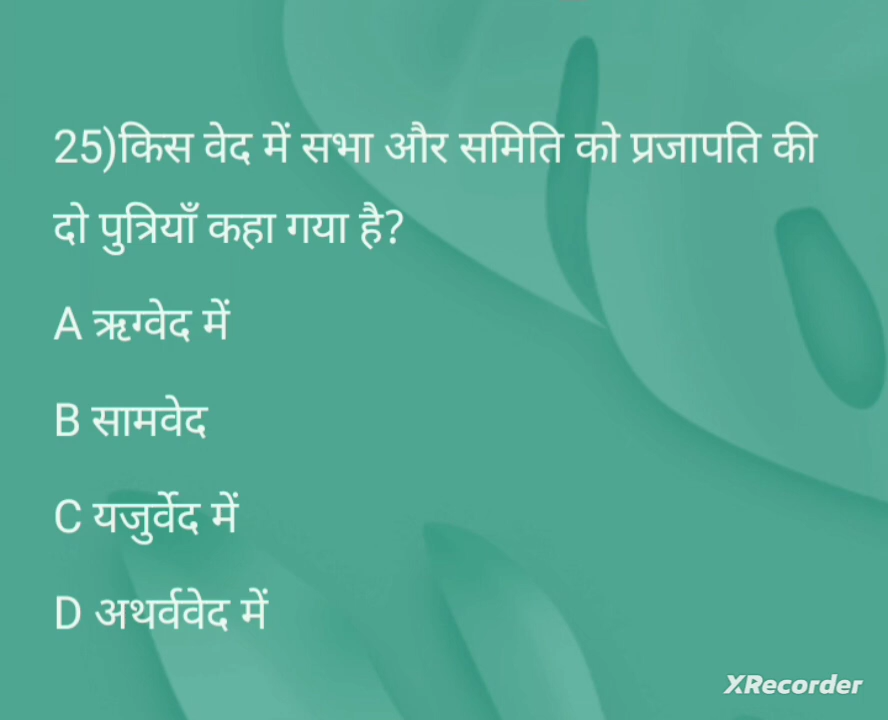 25)किस वेद में सभा और समिति को प्रजापति की
दो पुत्रियाँ कहा गया है?
A ऋग्वेद में
B सामवेद
C यजुर्वेद में
D अथर्ववेद में
XRecorder